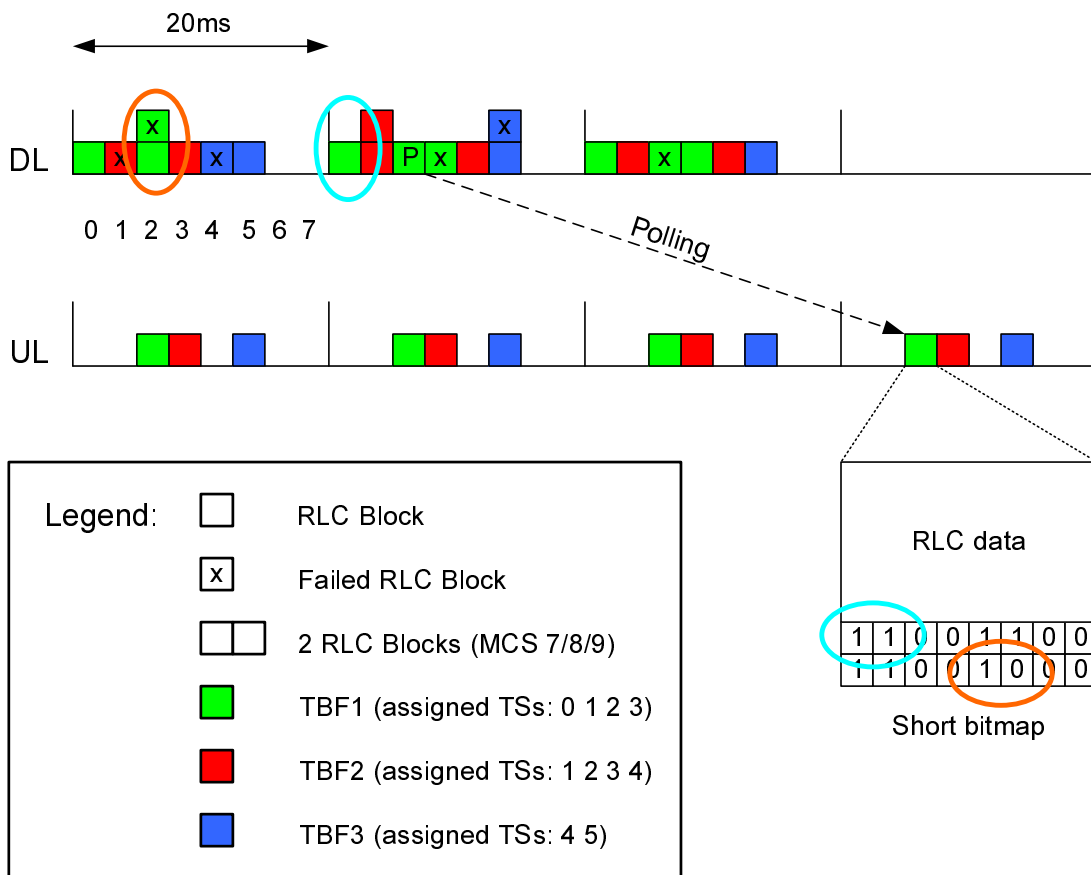 20ms
x
x
DL
x
x
P
x
x
0 1 2 3 4 5 6 7
Polling
UL
Legend:
RLC Block
x
Failed RLC Block
2 RLC Blocks (MCS 7/8/9)
TBF1 (assigned TSs: 0 1 2 3)
TBF2 (assigned TSs: 1 2 3 4)
TBF3 (assigned TSs: 4 5)
RLC data
1 1 0 0 1 1 0 0
1 1 0 0 1 0 0 0
Short bitmap